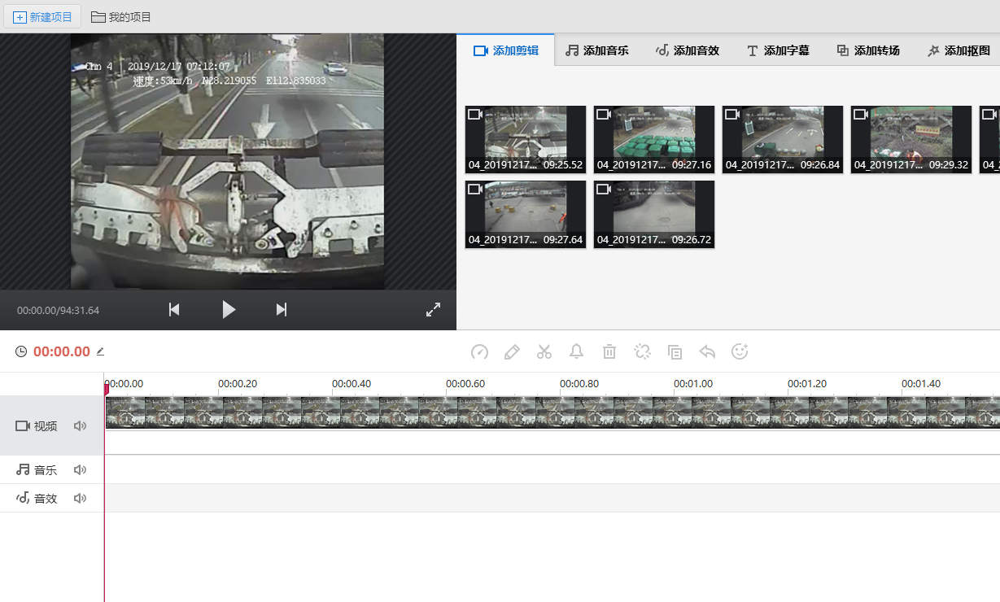 新建项目 我的项目
Chn 4 2019/12/17 07:12:07
速度:53km/h N28.219055 E112.835033
00:00.00/94:31.64
添加剪辑 添加音乐 添加音效 添加字幕 添加转场 添加抠图
04_20191217... 09:25.52 04_20191217... 09:27.16 04_20191217... 09:26.84 04_20191217... 09:29.32 04_2
04_20191217... 09:27.64 04_20191217... 09:26.72
00:00.00
00:00.00 00:00.20 00:00.40 00:00.60 00:00.80 00:01.00 00:01.20 00:01.40
视频
音乐
音效